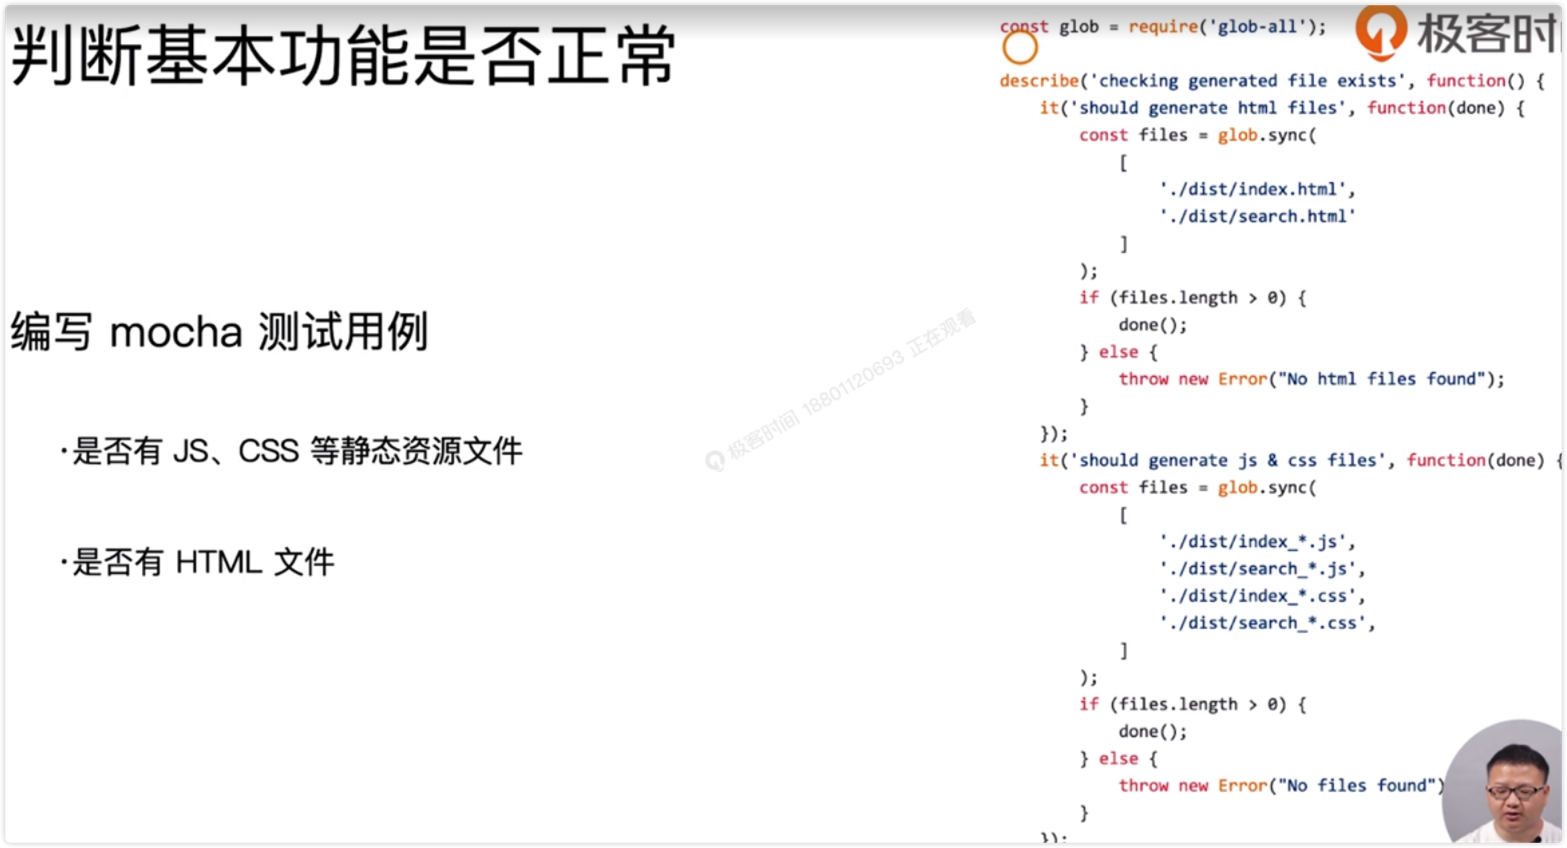 判断基本功能是否正常
编写 mocha 测试用例
·是否有 JS、CSS 等静态资源文件
·是否有 HTML 文件
极客时间 18801120693 正在观看
极客时
const glob = require('glob-all');
describe('checking generated file exists', function() {
it('should generate html files', function(done) {
const files = glob.sync(
[
'./dist/index.html',
'./dist/search.html'
]
);
if (files.length > 0) {
done();
} else {
throw new Error("No html files found");
}
});
it('should generate js & css files', function(done) {
const files = glob.sync(
[
'./dist/index_*.js',
'./dist/search_*.js',
'./dist/index_*.css',
'./dist/search_*.css',
]
);
if (files.length > 0) {
done();
} else {
throw new Error("No files found")
}
});